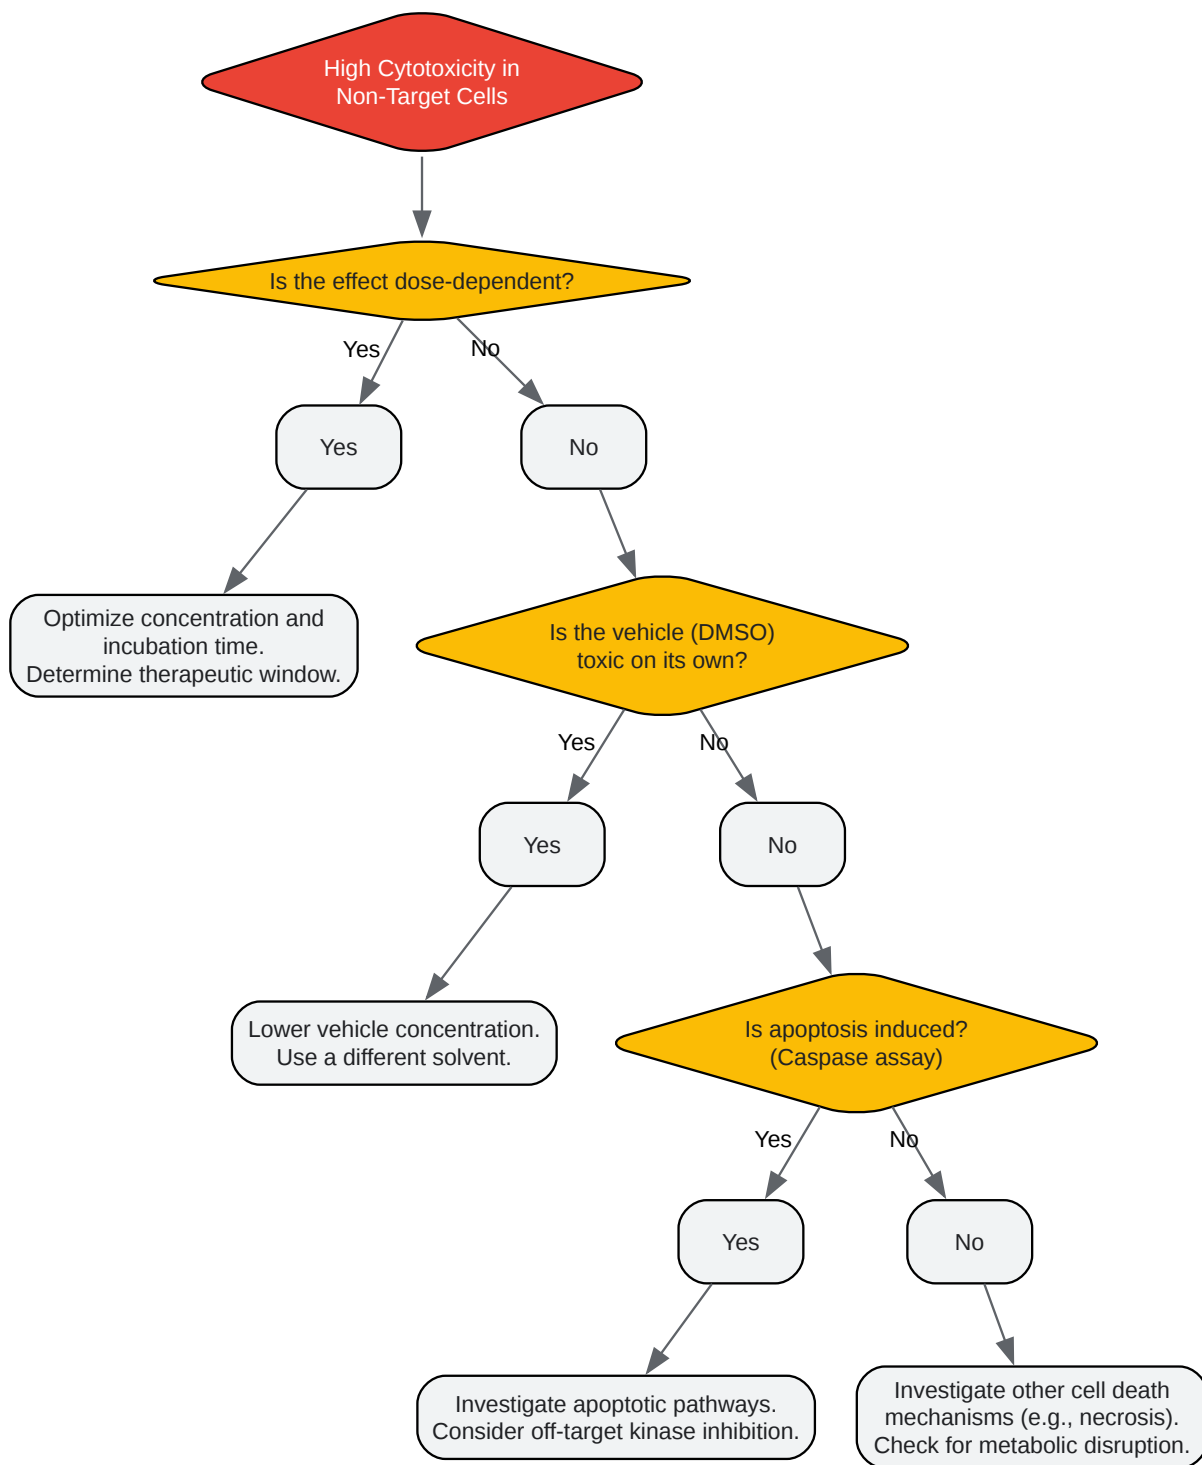 High Cytotoxicity in
Non-Target Cells
Is the effect dose-dependent?
Yes
No
Yes
No
Optimize concentration and
incubation time.
Determine therapeutic window.
Is the vehicle (DMSO)
toxic on its own?
Yes
No
Yes
No
Lower vehicle concentration.
Use a different solvent.
Is apoptosis induced?
(Caspase assay)
Yes
No
Yes
No
Investigate apoptotic pathways.
Consider off-target kinase inhibition.
Investigate other cell death
mechanisms (e.g., necrosis).
Check for metabolic disruption.